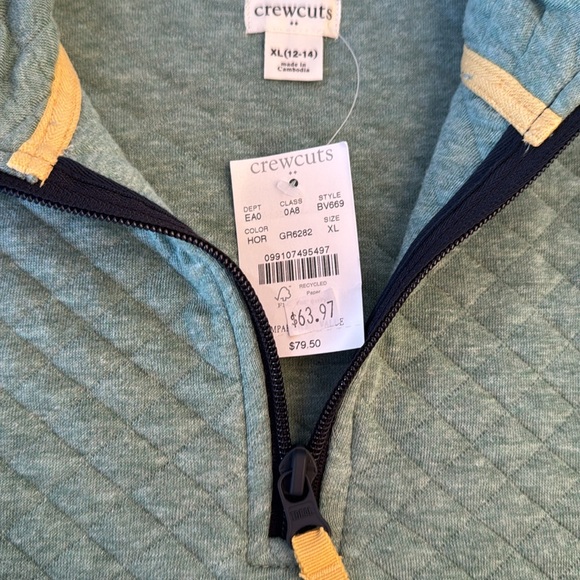 crewcuts
XL(12-14)
made in
Cambodia
crewcuts
DEPT CLASS STYLE
EA0 0A8 BV669
COLOR SIZE
HOR GR6282 XL
099107495497
RECYCLED
Paper
$63.97
$79.50